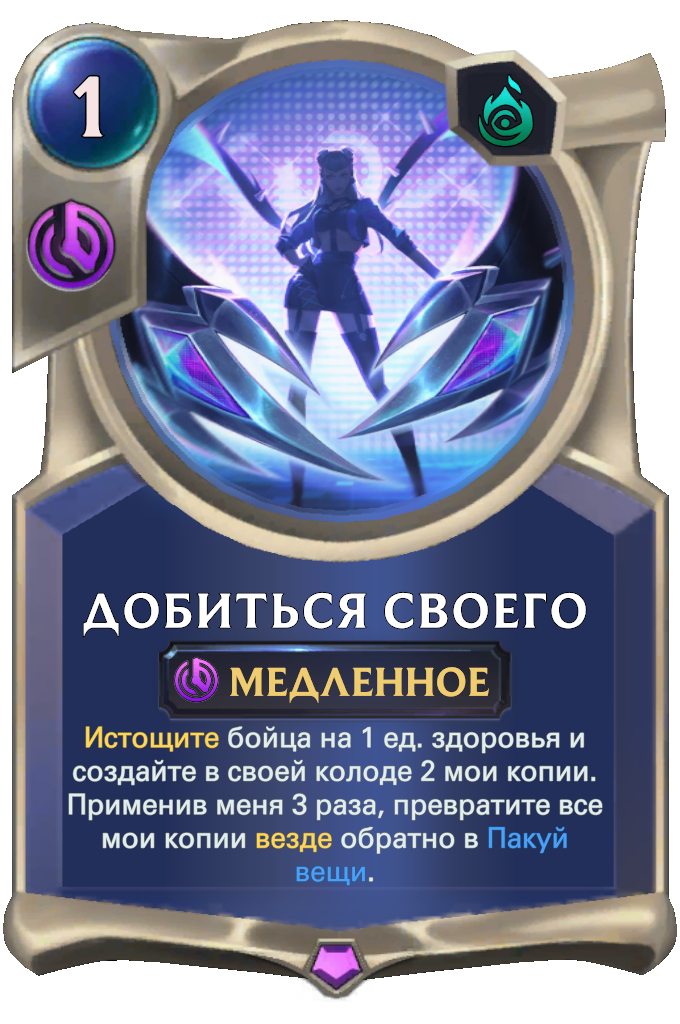 1
ДОБИТЬСЯ СВОЕГО
МЕДЛЕННОЕ
Истощите бойца на 1 ед. здоровья и
создайте в своей колоде 2 мои копии.
Применив меня 3 раза, превратите все
мои копии везде обратно в Пакуй
вещи.